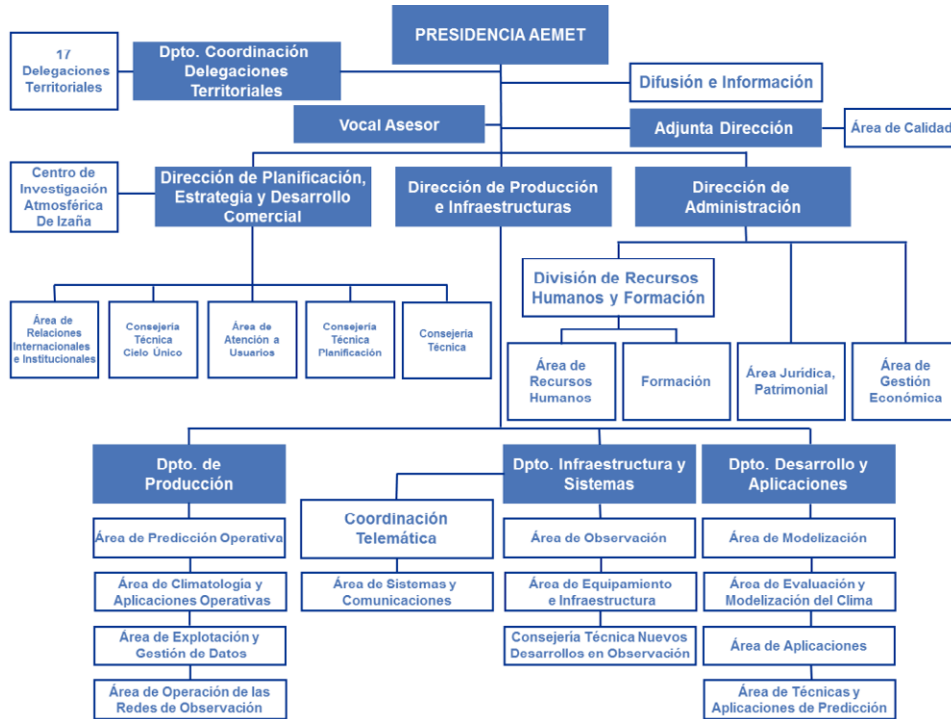 PRESIDENCIA AEMET
17
Delegaciones
Territoriales
Dpto. Coordinación
Delegaciones
Territoriales
Difusión e Información
Vocal Asesor
Adjunta Dirección
Área de Calidad
Centro de
Investigación
Atmosférica
De Izaña
Dirección de Planificación,
Estrategia y Desarrollo
Comercial
Dirección de Producción
e Infraestructuras
Dirección de
Administración
División de Recursos
Humanos y Formación
Área de
Relaciones
Internacionales
e Institucionales
Consejería
Técnica
Cielo Único
Área de
Atención a
Usuarios
Consejería
Técnica
Planificación
Consejería
Técnica
Área de
Recursos
Humanos
Formación
Área Jurídica,
Patrimonial
Área de
Gestión
Económica
Dpto. de
Producción
Dpto. Infraestructura y
Sistemas
Dpto. Desarrollo y
Aplicaciones
Área de Predicción Operativa
Coordinación
Telemática
Área de Observación
Área de Modelización
Área de Climatología y
Aplicaciones Operativas
Área de Sistemas y
Comunicaciones
Área de Equipamiento
e Infraestructura
Área de Evaluación y
Modelización del Clima
Área de Explotación y
Gestión de Datos
Consejería Técnica Nuevos
Desarrollos en Observación
Área de Aplicaciones
Área de Operación de las
Redes de Observación
Área de Técnicas y
Aplicaciones de Predicción